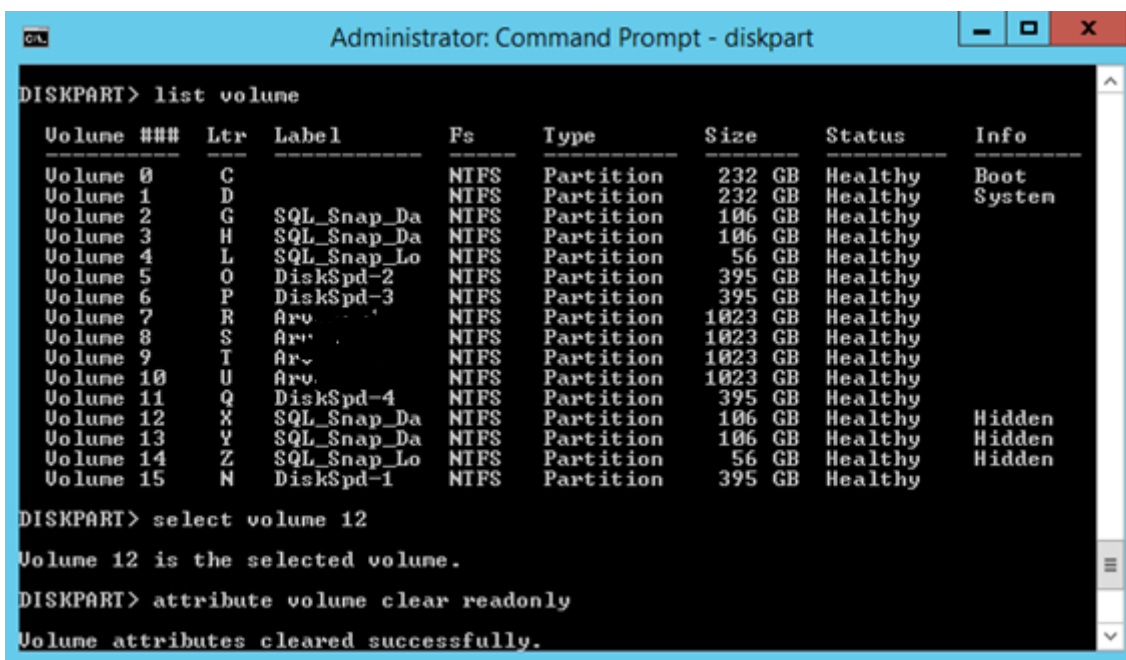 Administrator: Command Prompt - diskpart
DISKPART> list volume
Volume ### Ltr Label Fs Type Size Status Info
Volume 0 C NTFS Partition 232 GB Healthy Boot
Volume 1 D NTFS Partition 232 GB Healthy System
Volume 2 G SQL_Snap_Da NTFS Partition 106 GB Healthy
Volume 3 H SQL_Snap_Da NTFS Partition 106 GB Healthy
Volume 4 L SQL_Snap_Lo NTFS Partition 56 GB Healthy
Volume 5 O DiskSpd-2 NTFS Partition 395 GB Healthy
Volume 6 P DiskSpd-3 NTFS Partition 395 GB Healthy
Volume 7 R NTFS Partition 1023 GB Healthy
Volume 8 S NTFS Partition 1023 GB Healthy
Volume 9 T NTFS Partition 1023 GB Healthy
Volume 10 U NTFS Partition 1023 GB Healthy
Volume 11 Q DiskSpd-4 NTFS Partition 395 GB Healthy
Volume 12 X SQL_Snap_Da NTFS Partition 106 GB Healthy Hidden
Volume 13 Y SQL_Snap_Da NTFS Partition 106 GB Healthy Hidden
Volume 14 Z SQL_Snap_Lo NTFS Partition 56 GB Healthy Hidden
Volume 15 N DiskSpd-1 NTFS Partition 395 GB Healthy
DISKPART> select volume 12
Volume 12 is the selected volume.
DISKPART> attribute volume clear readonly
Volume attributes cleared successfully.